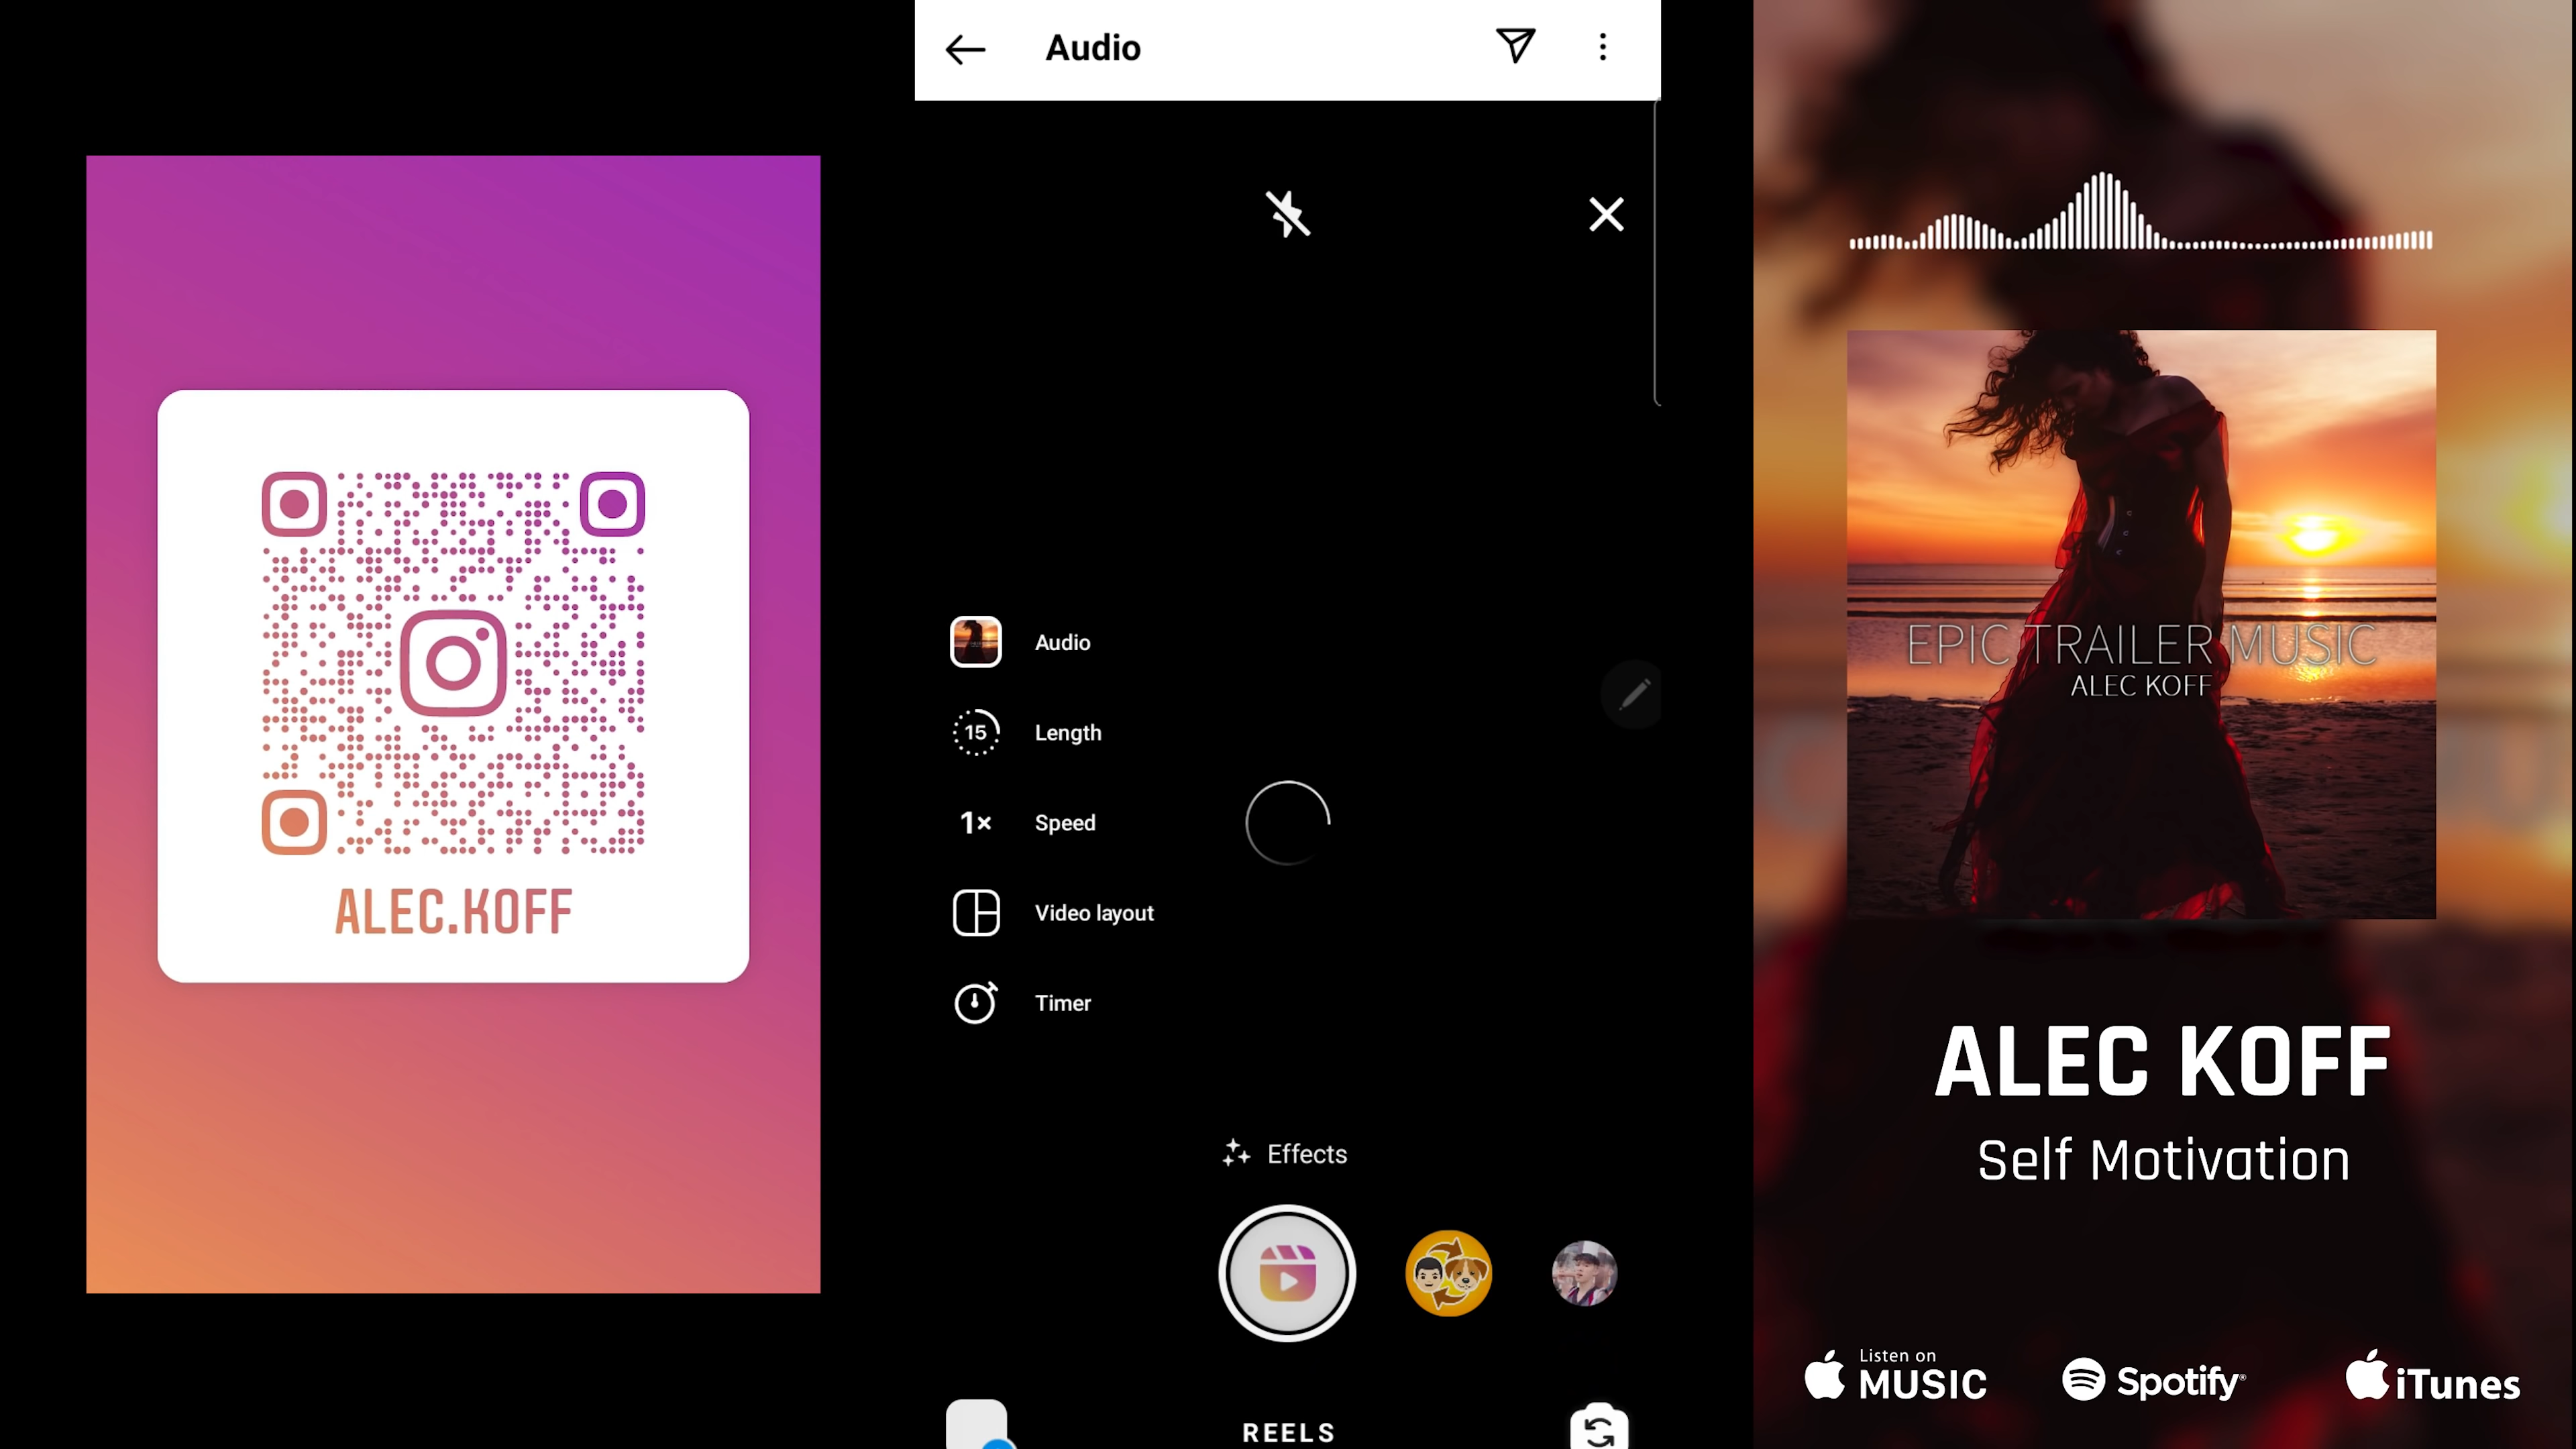 ALEC.KOFF
Audio
Audio
15
Length
1×
Speed
Video layout
Timer
Effects
REELS
EPIC TRAILER MUSIC
ALEC KOFF
ALEC KOFF
Self Motivation
Listen on
MUSIC
Spotify®
iTunes